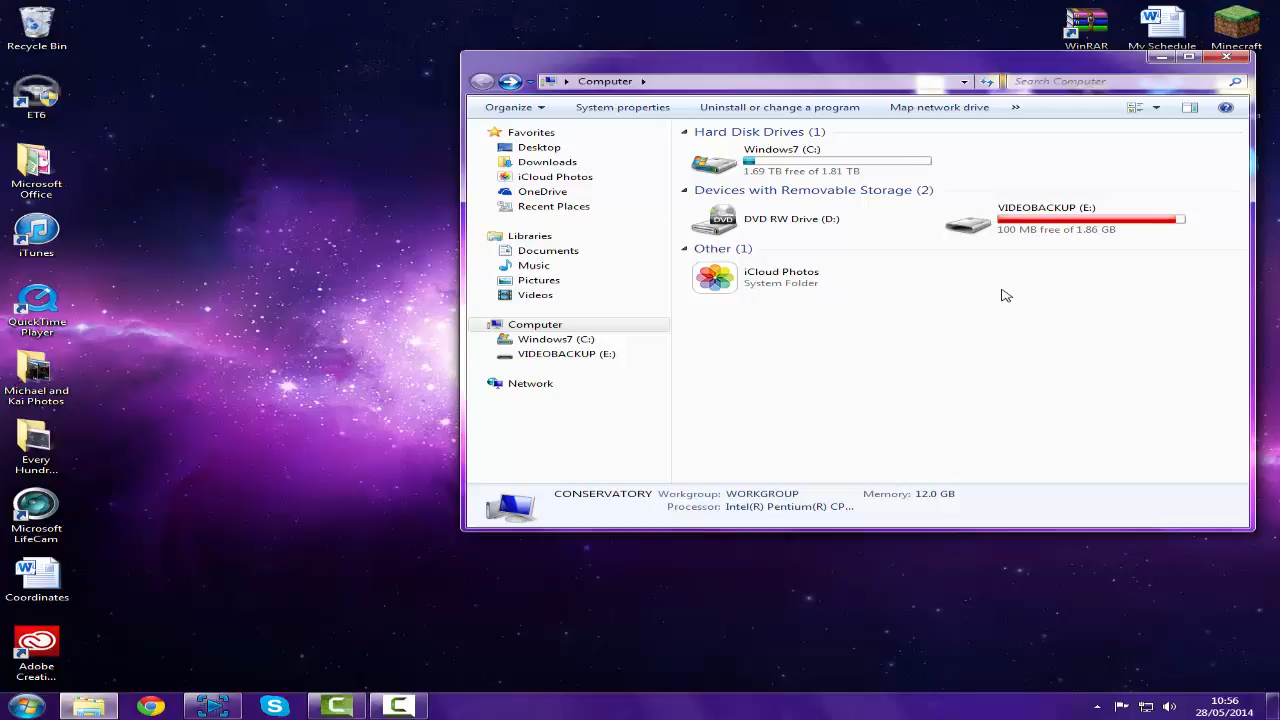 Recycle Bin
ET6
Microsoft
Office
iTunes
QuickTime
Player
Michael and
Kai Photos
Every
Hundr...
Microsoft
LifeCam
W
Coordinates
Adobe
Creati...
WinRAR
W
My Schedule
Minecraft
Computer
Search Computer
Organize
System properties
Uninstall or change a program
Map network drive
»
Favorites
Desktop
Downloads
iCloud Photos
OneDrive
Recent Places
Libraries
Documents
Music
Pictures
Videos
Computer
Windows7 (C:)
VIDEOBACKUP (E:)
Network
Hard Disk Drives (1)
Windows7 (C:)
1.69 TB free of 1.81 TB
Devices with Removable Storage (2)
DVD
DVD RW Drive (D:)
VIDEOBACKUP (E:)
100 MB free of 1.86 GB
Other (1)
iCloud Photos
System Folder
CONSERVATORY Workgroup: WORKGROUP Memory: 12.0 GB
Processor: Intel(R) Pentium(R) CP...
10:56
28/05/2014